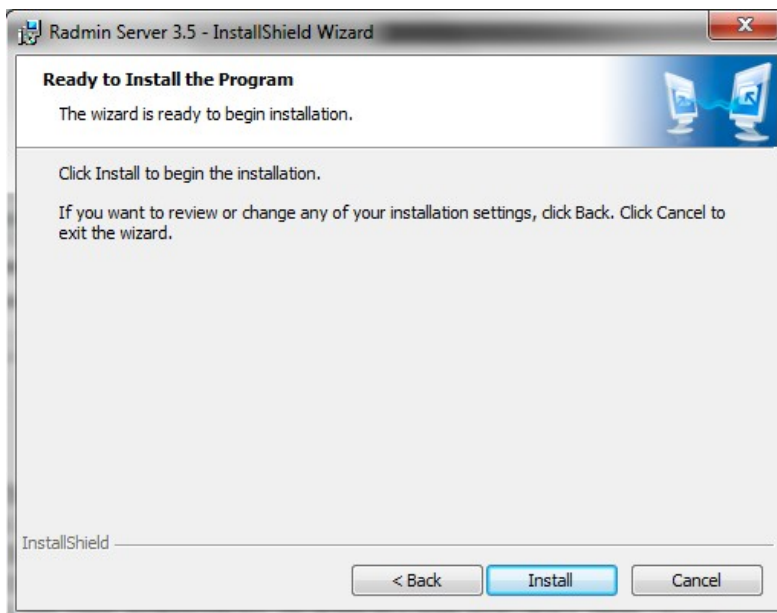 Radmin Server 3.5 - InstallShield Wizard
Ready to Install the Program
The wizard is ready to begin installation.
Click Install to begin the installation.
If you want to review or change any of your installation settings, click Back. Click Cancel to
exit the wizard.
InstallShield
< Back Install Cancel